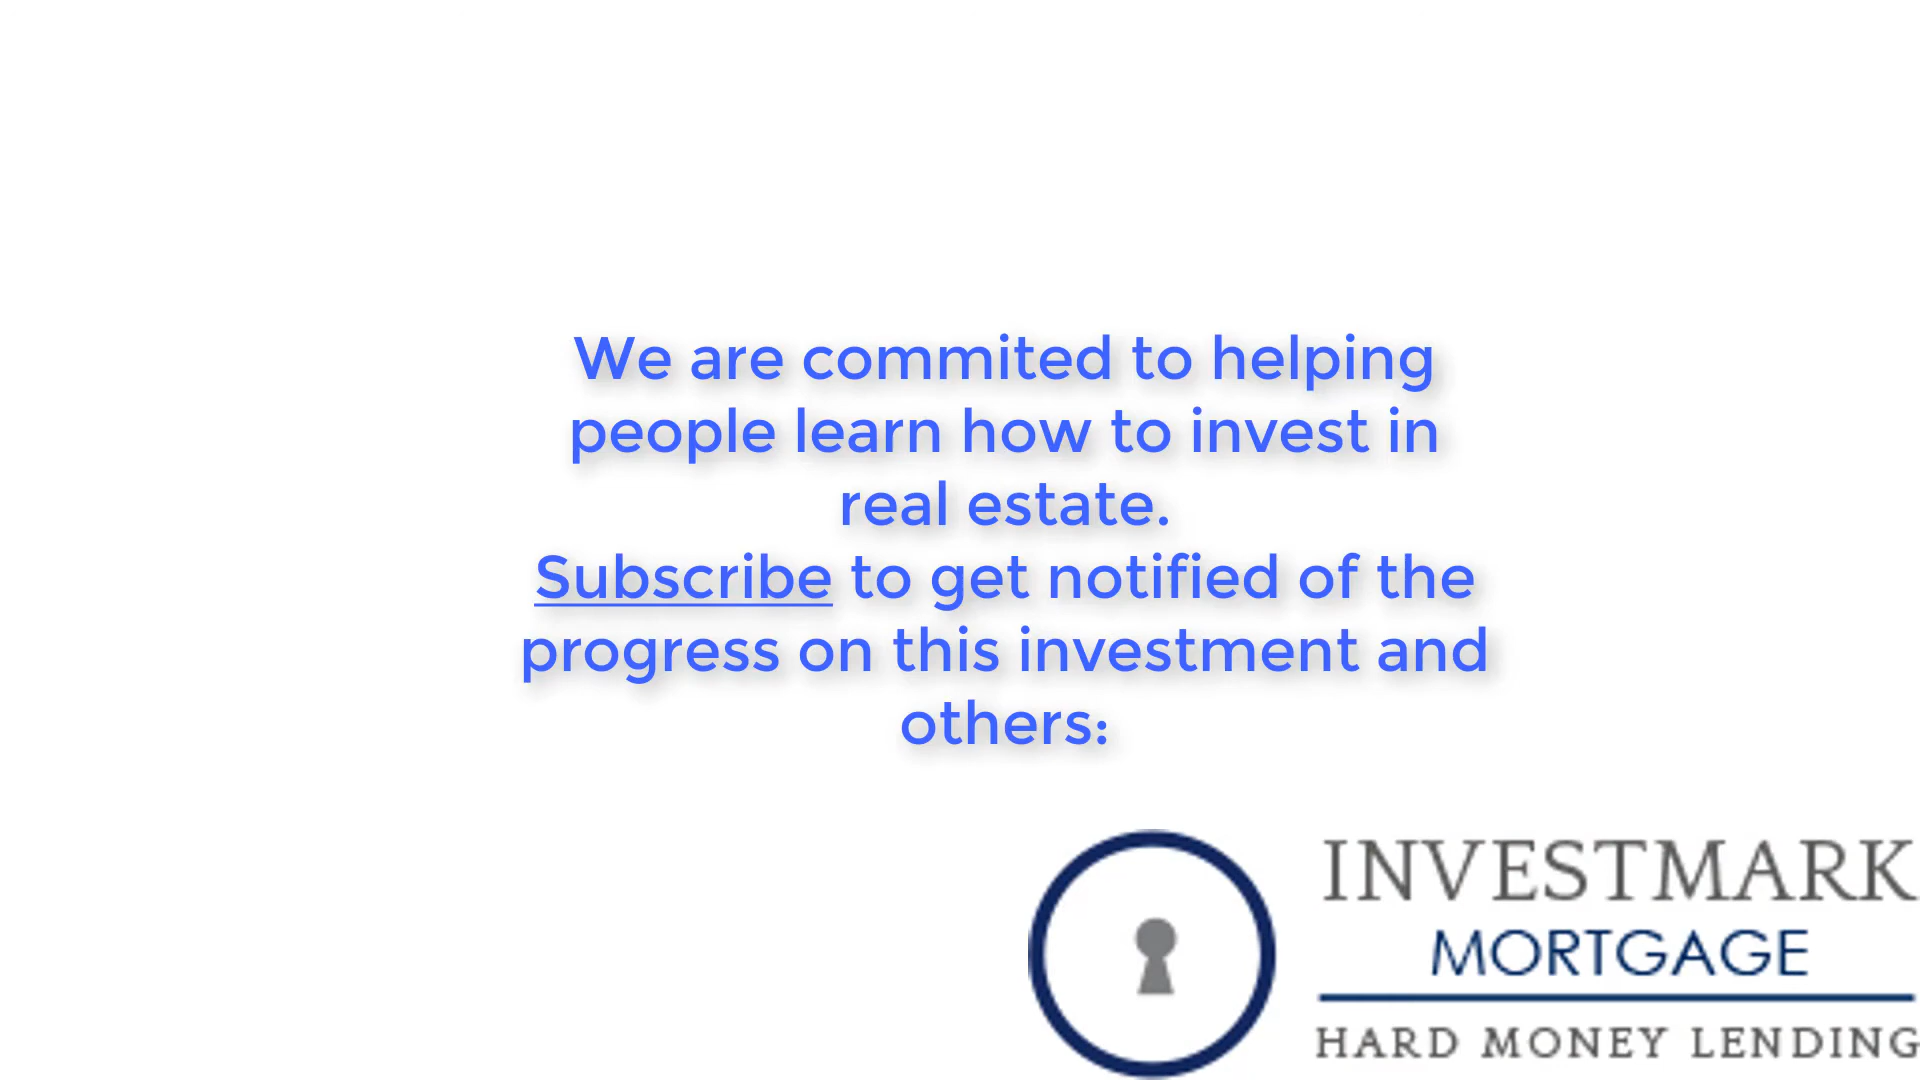 We are commited to helping
people learn how to invest in
real estate.
Subscribe to get notified of the
progress on this investment and
others:
INVESTMARK
MORTGAGE
HARD MONEY LENDING